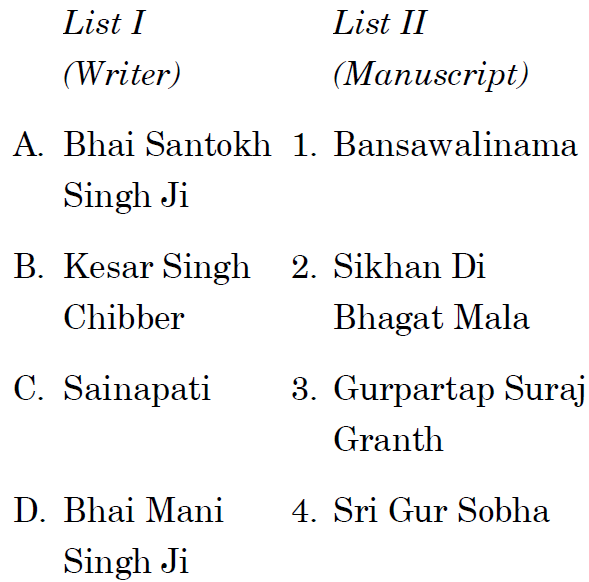 List I List II
(Writer) (Manuscript)
A. Bhai Santokh 1. Bansawalinama
Singh Ji
B. Kesar Singh 2. Sikhan Di
Chibber Bhagat Mala
C. Sainapati 3. Gurpartap Suraj
Granth
D. Bhai Mani 4. Sri Gur Sobha
Singh Ji